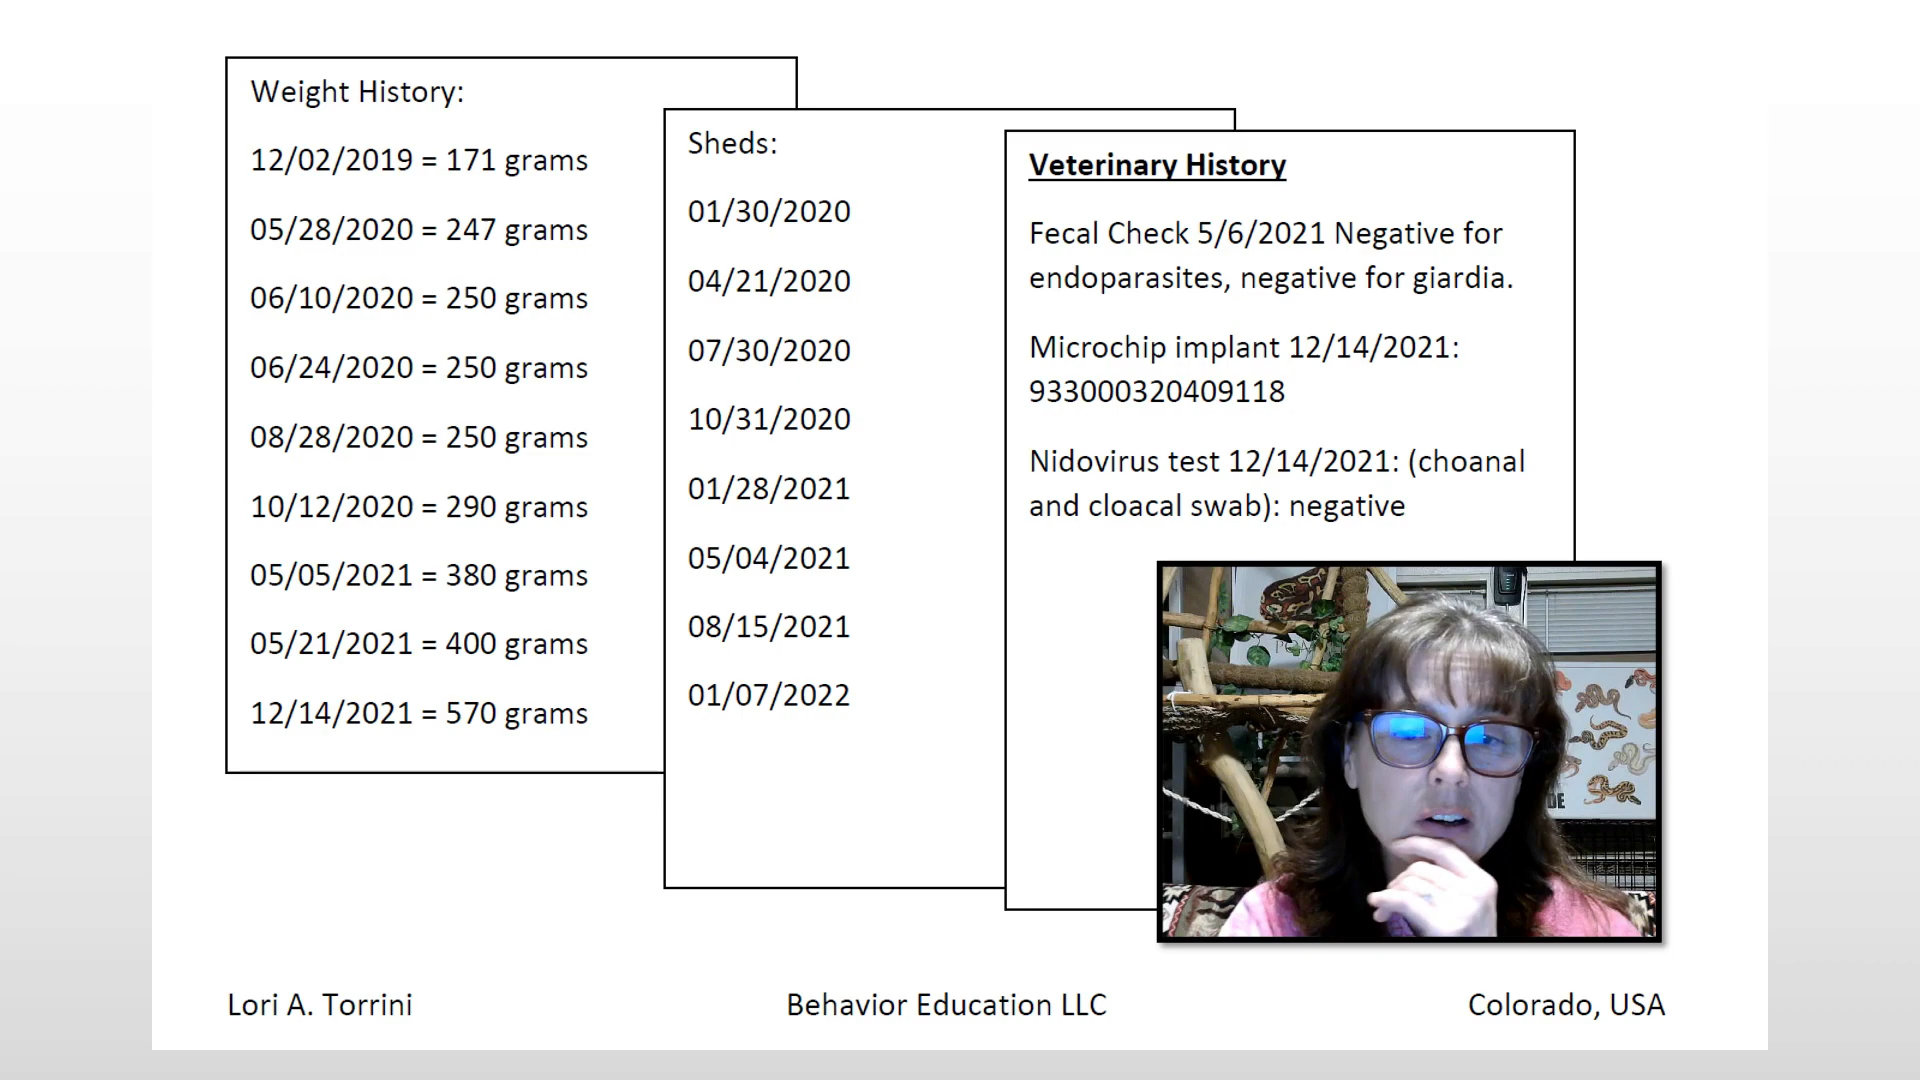 Weight History:
12/02/2019 = 171 grams
05/28/2020 = 247 grams
06/10/2020 = 250 grams
06/24/2020 = 250 grams
08/28/2020 = 250 grams
10/12/2020 = 290 grams
05/05/2021 = 380 grams
05/21/2021 = 400 grams
12/14/2021 = 570 grams
Sheds:
01/30/2020
04/21/2020
07/30/2020
10/31/2020
01/28/2021
05/04/2021
08/15/2021
01/07/2022
Veterinary History
Fecal Check 5/6/2021 Negative for
endoparasites, negative for giardia.
Microchip implant 12/14/2021:
933000320409118
Nidovirus test 12/14/2021: (choanal
and cloacal swab): negative
Lori A. Torrini
Behavior Education LLC
Colorado, USA